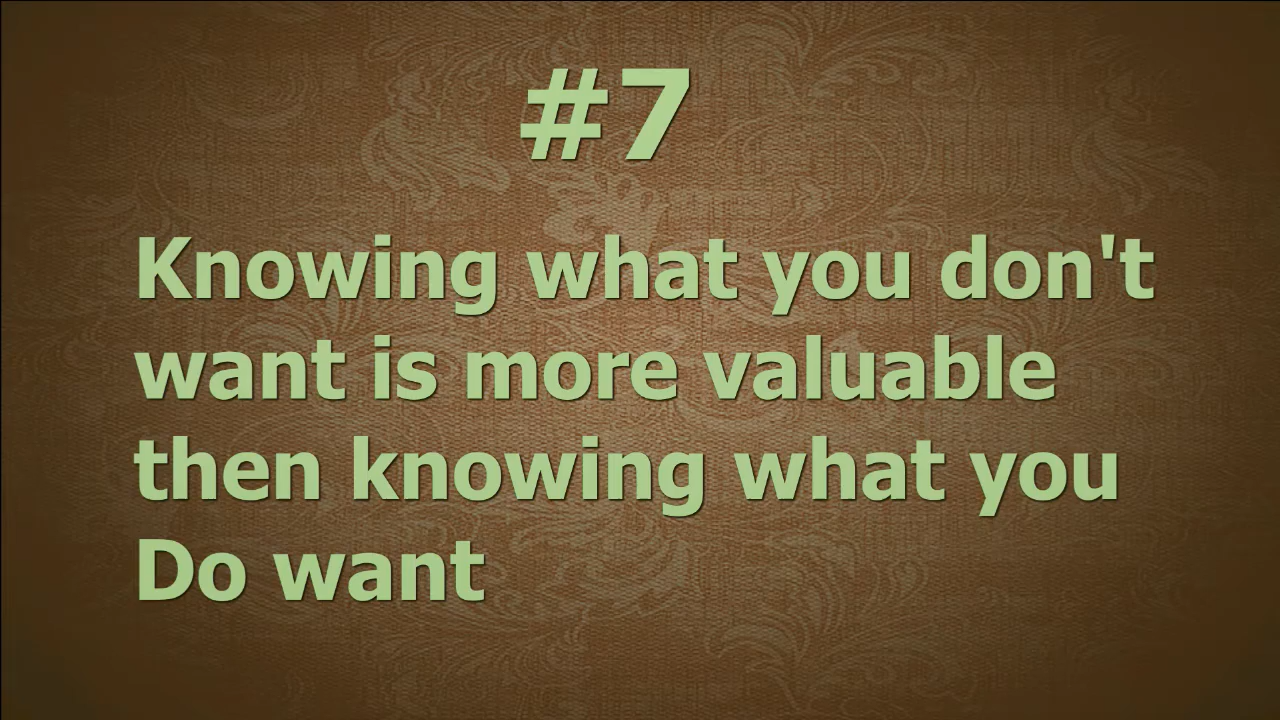 #7
Knowing what you don't
want is more valuable
then knowing what you
Do want